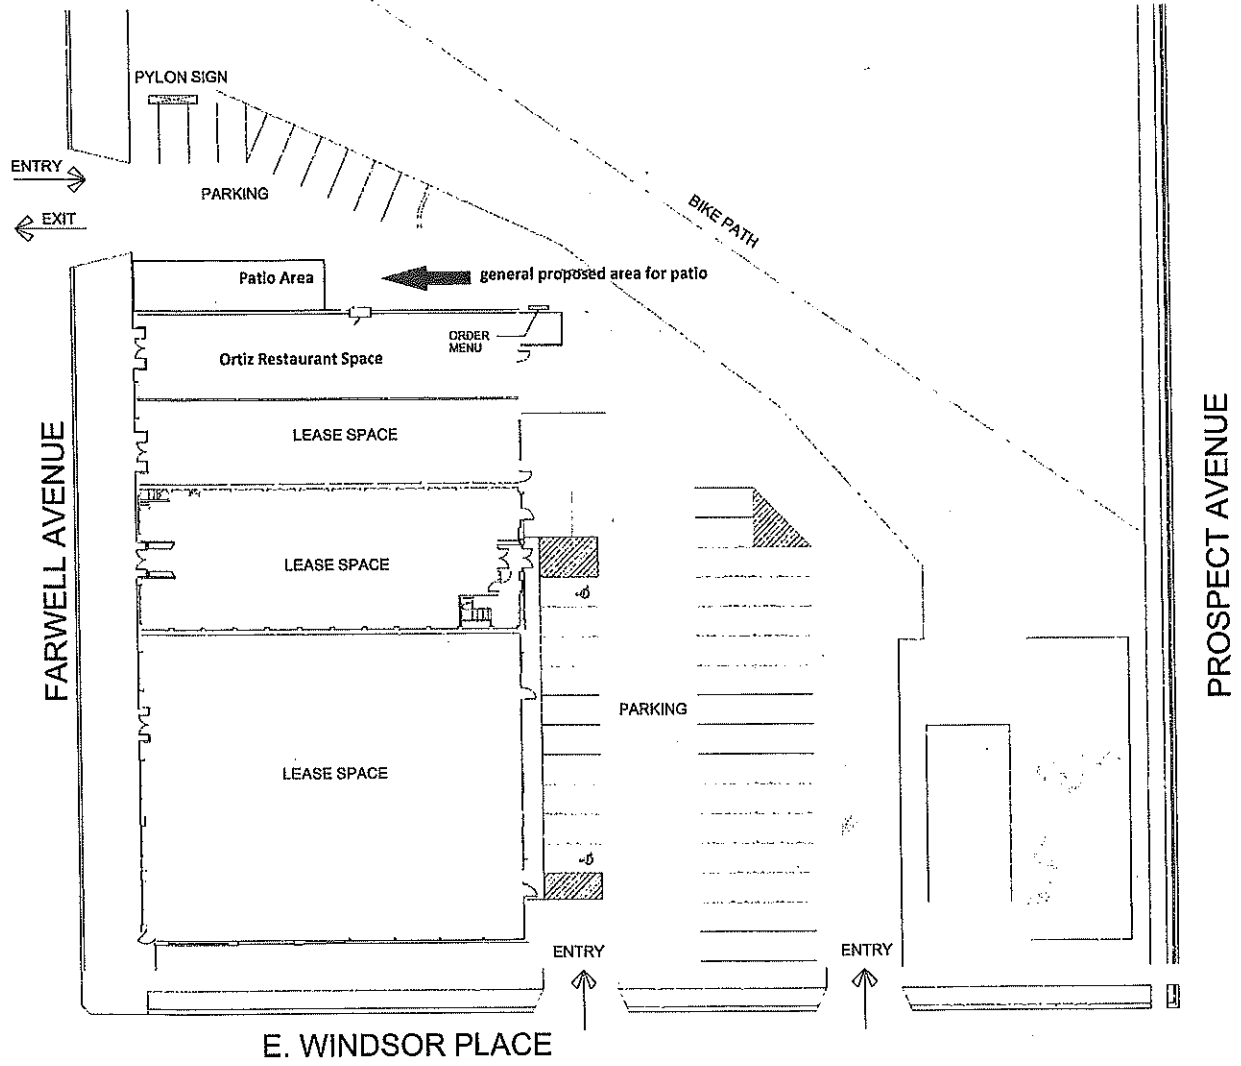 PYLON SIGN
ENTRY
PARKING
EXIT
BIKE PATH
Patio Area
general proposed area for patio
ORDER
MENU
Ortiz Restaurant Space
LEASE SPACE
FARWELL AVENUE
PROSPECT AVENUE
LEASE SPACE
PARKING
LEASE SPACE
ENTRY
ENTRY
E. WINDSOR PLACE